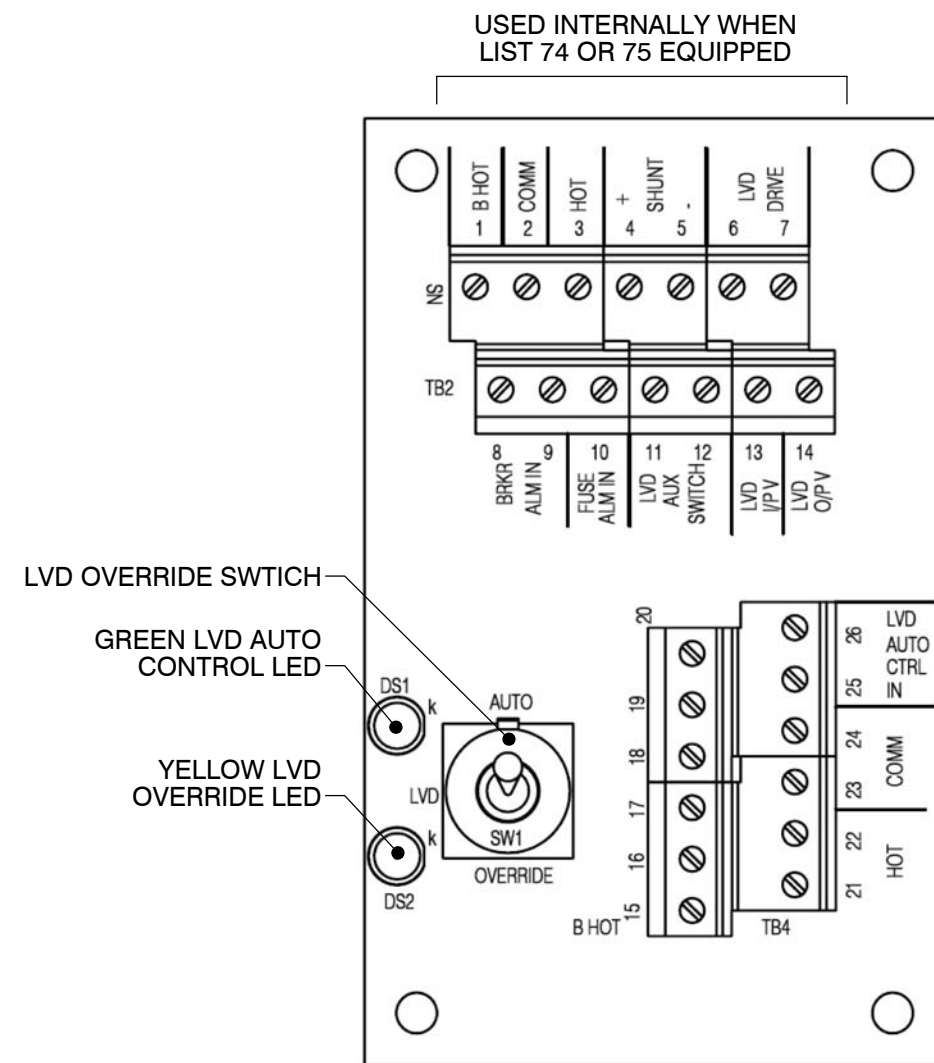 USED INTERNALLY WHEN
LIST 74 OR 75 EQUIPPED
B HOT
COMM
HOT
+
SHUNT
-
LVD
DRIVE
1 2 3 4 5 6 7
NS
TB2
8 9 10 11 12 13 14
BRKR
ALM IN
FUSE
ALM IN
LVD
AUX
SWITCH
LVD
I/P V
LVD
O/P V
LVD OVERRIDE SWTICH
GREEN LVD AUTO
CONTROL LED
YELLOW LVD
OVERRIDE LED
DS1
k
AUTO
LVD
SW1
OVERRIDE
k
DS2
20
19
18
17
16
15
B HOT
TB4
26
25
24
23
22
21
LVD
AUTO
CTRL
IN
COMM
HOT